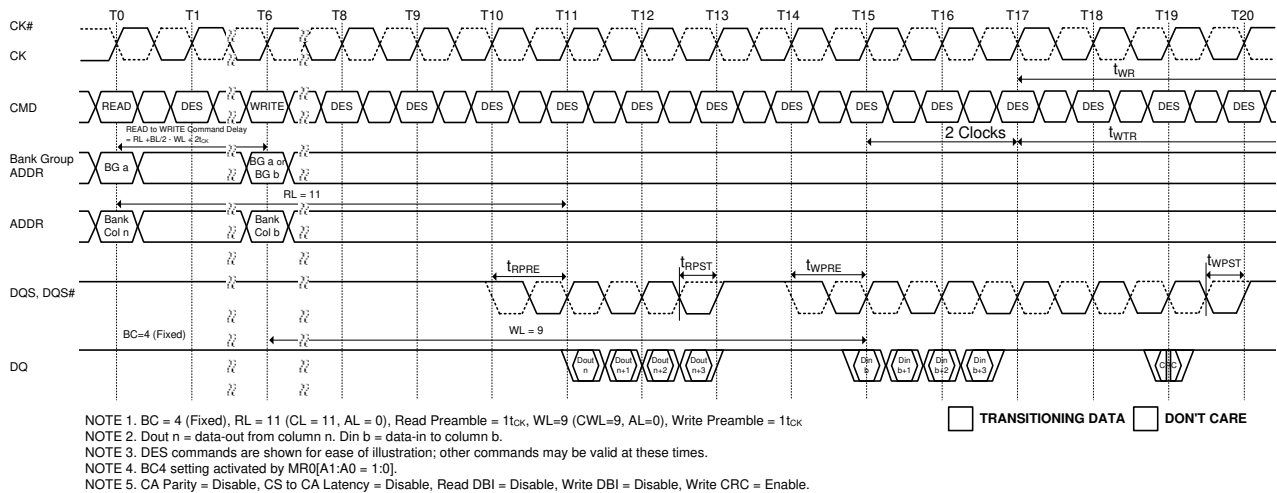 T0 T1 T6 T8 T9 T10 T11 T12 T13 T14 T15 T16 T17 T18 T19 T20
CK#
CK
tWR
CMD READ DES WRITE DES DES DES DES DES DES DES DES DES DES DES DES DES
READ to WRITE Command Delay
= RL +BL/2 - WL + 2tCK
2 Clocks
tWTR
Bank Group
ADDR
BG a
BG a or
BG b
RL = 11
ADDR
Bank
Col n
Bank
Col b
tRPRE
tRPST
tWPRE
tWPST
DQS, DQS#
BC=4 (Fixed)
WL = 9
DQ
Dout
n
Dout
n+1
Dout
n+2
Dout
n+3
Din
b
Din
b+1
Din
b+2
Din
b+3
CRC
NOTE 1. BC = 4 (Fixed), RL = 11 (CL = 11, AL = 0), Read Preamble = 1tCK, WL=9 (CWL=9, AL=0), Write Preamble = 1tCK
NOTE 2. Dout n = data-out from column n. Din b = data-in to column b.
NOTE 3. DES commands are shown for ease of illustration; other commands may be valid at these times.
NOTE 4. BC4 setting activated by MR0[A1:A0 = 1:0].
NOTE 5. CA Parity = Disable, CS to CA Latency = Disable, Read DBI = Disable, Write DBI = Disable, Write CRC = Enable.
TRANSITIONING DATA
DON'T CARE